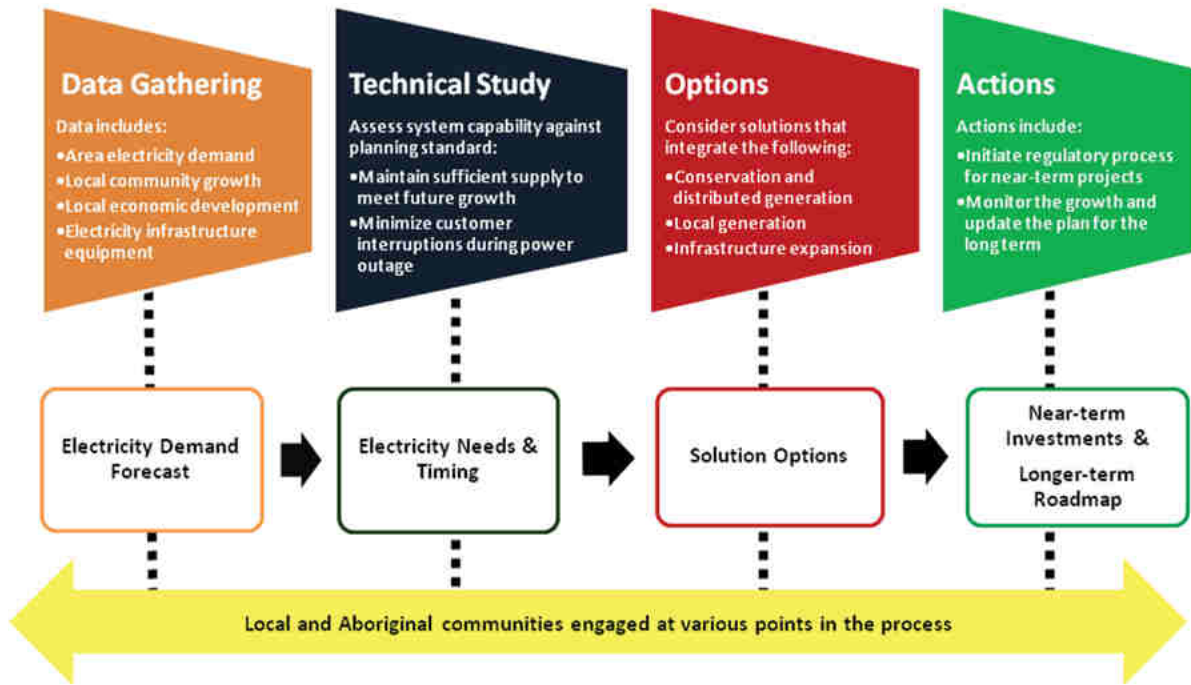 Data Gathering
Data includes:
•Area electricity demand
•Local community growth
•Local economic development
•Electricity infrastructure
equipment
Technical Study
Assess system capability against
planning standard:
•Maintain sufficient supply to
meet future growth
•Minimize customer
interruptions during power
outage
Options
Consider solutions that
integrate the following:
•Conservation and
distributed generation
•Local generation
•Infrastructure expansion
Actions
Actions include:
•Initiate regulatory process
for near-term projects
•Monitor the growth and
update the plan for the
long term
Electricity Demand
Forecast
Electricity Needs &
Timing
Solution Options
Near-term
Investments &
Longer-term
Roadmap
Local and Aboriginal communities engaged at various points in the process